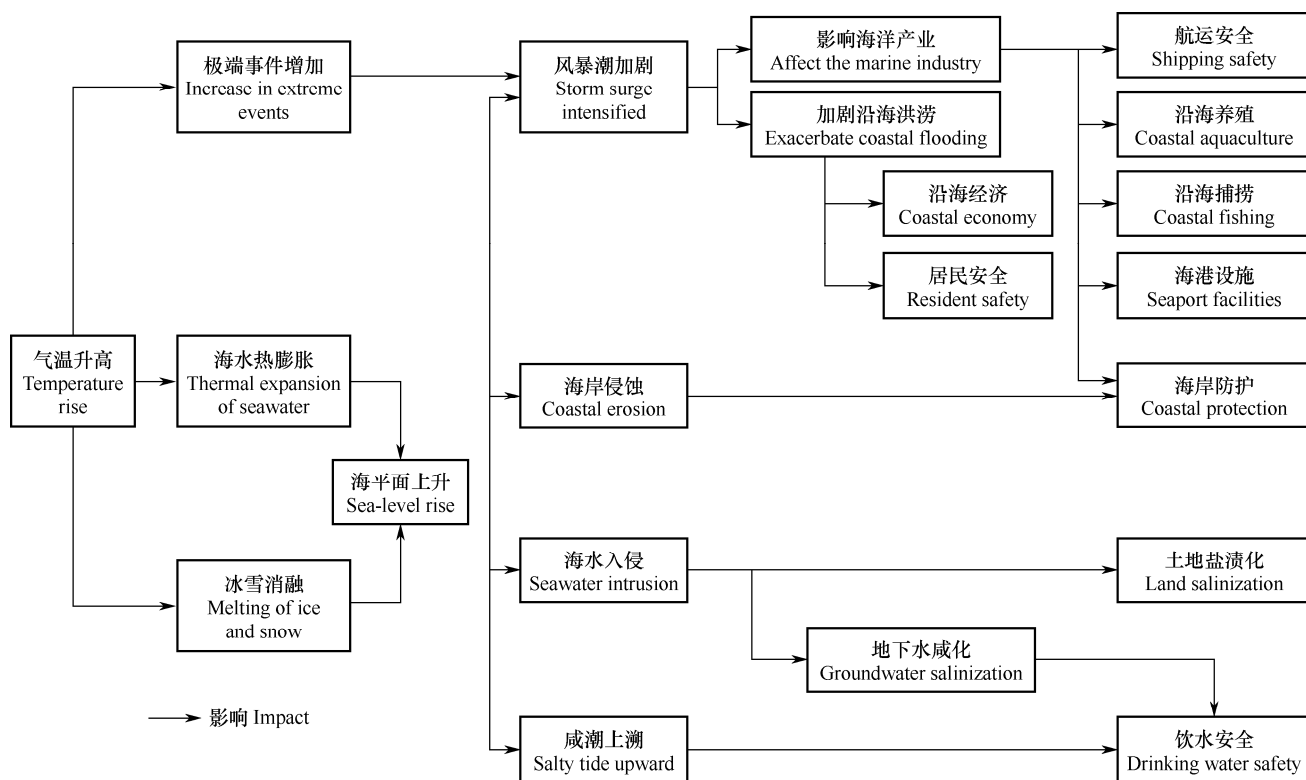 极端事件增加
Increase in extreme
events
风暴潮加剧
Storm surge
intensified
影响海洋产业
Affect the marine industry
加剧沿海洪涝
Exacerbate coastal flooding
沿海经济
Coastal economy
居民安全
Resident safety
航运安全
Shipping safety
沿海养殖
Coastal aquaculture
沿海捕捞
Coastal fishing
海港设施
Seaport facilities
气温升高
Temperature
rise
海水热膨胀
Thermal expansion
of seawater
海平面上升
Sea-level rise
冰雪消融
Melting of ice
and snow
海岸侵蚀
Coastal erosion
海岸防护
Coastal protection
海水入侵
Seawater intrusion
土地盐渍化
Land salinization
地下水咸化
Groundwater salinization
咸潮上溯
Salty tide upward
饮水安全
Drinking water safety
影响 Impact